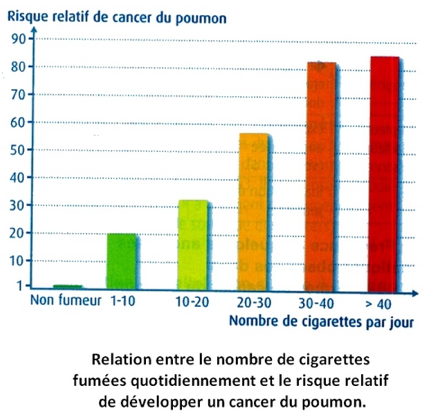 Risque relatif de cancer du poumon
90
80
70
60
50
40
30
20
10
1
Non fumeur 1-10 10-20 20-30 30-40 > 40
Nombre de cigarettes par jour
Relation entre le nombre de cigarettes
fumées quotidiennement et le risque relatif
de développer un cancer du poumon.